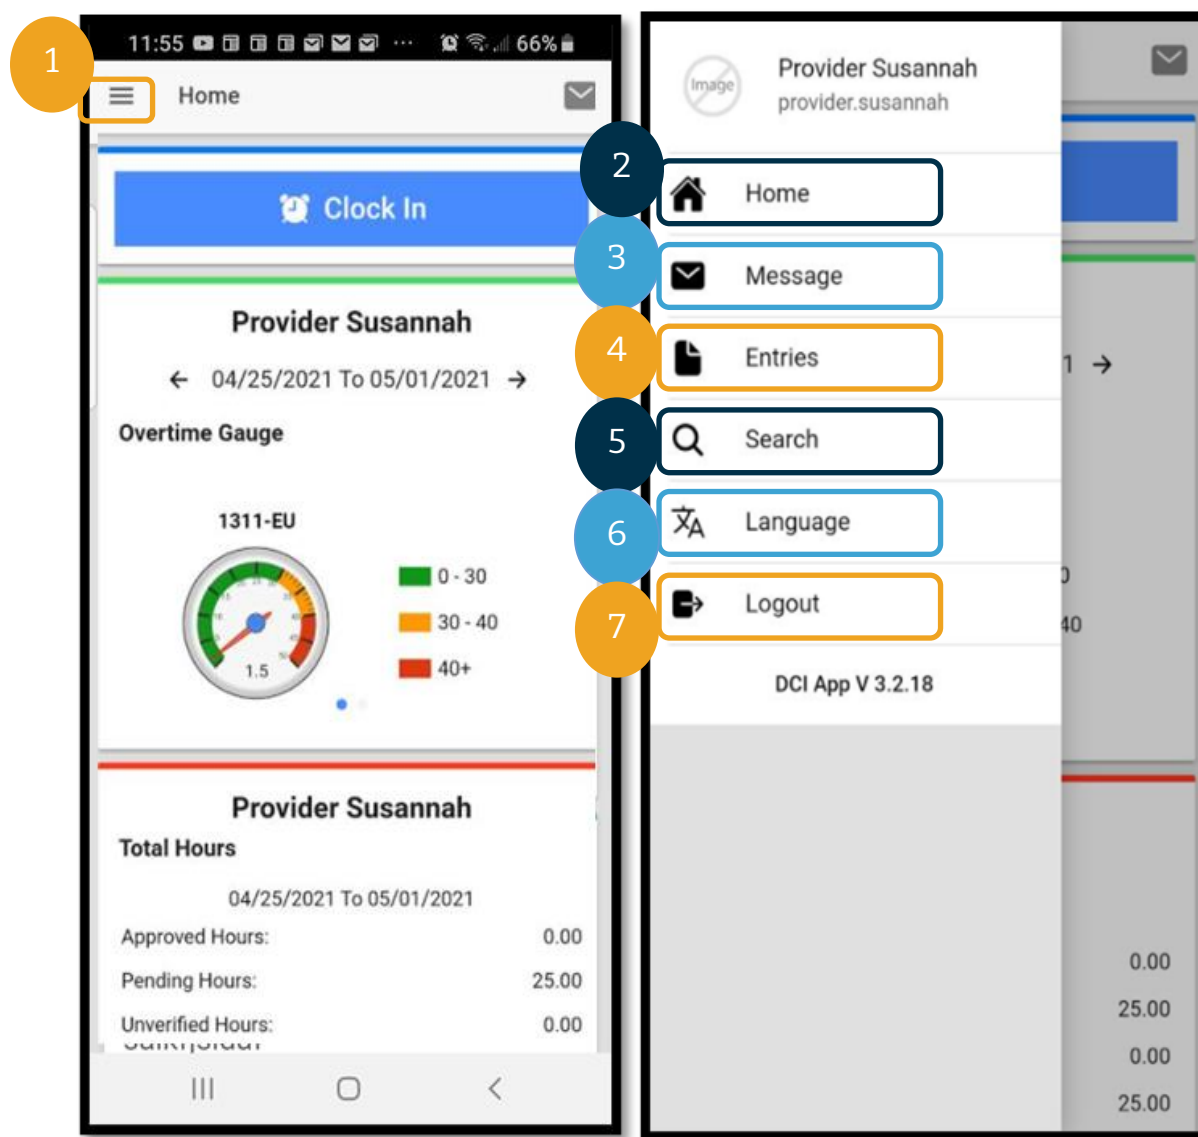 1
11:55 66%
Home
Clock In
Provider Susannah
← 04/25/2021 To 05/01/2021 →
Overtime Gauge
1311-EU
0 - 30
30 - 40
40+
1.5
Provider Susannah
Total Hours
04/25/2021 To 05/01/2021
Approved Hours: 0.00
Pending Hours: 25.00
Unverified Hours: 0.00
Image
Provider Susannah
provider.susannah
2 Home
3 Message
4 Entries
5 Search
6 Language
7 Logout
DCI App V 3.2.18
1 →
40
0.00
25.00
0.00
25.00